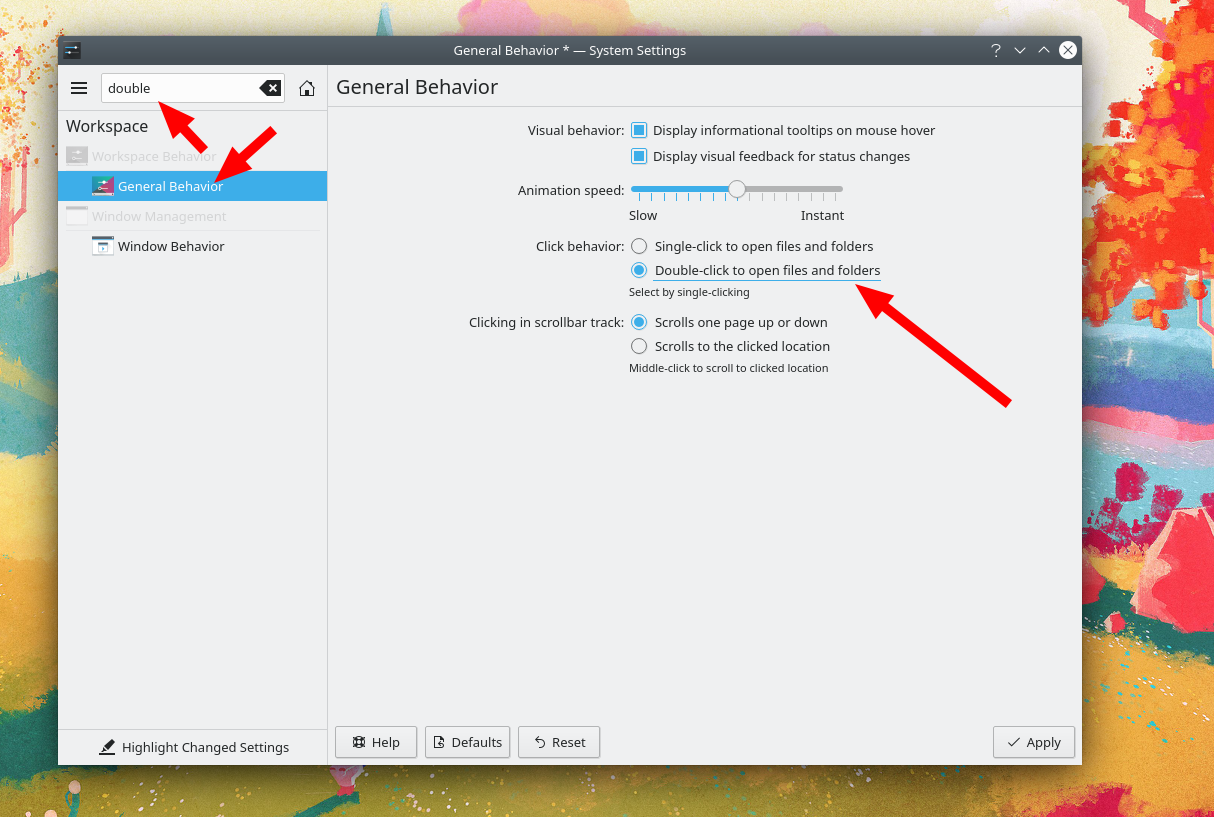 General Behavior * — System Settings
double
General Behavior
Workspace
Workspace Behavior
General Behavior
Window Management
Window Behavior
Visual behavior: Display informational tooltips on mouse hover
Display visual feedback for status changes
Animation speed:
Slow Instant
Click behavior: Single-click to open files and folders
Double-click to open files and folders
Select by single-clicking
Clicking in scrollbar track: Scrolls one page up or down
Scrolls to the clicked location
Middle-click to scroll to clicked location
Highlight Changed Settings
Help Defaults Reset Apply